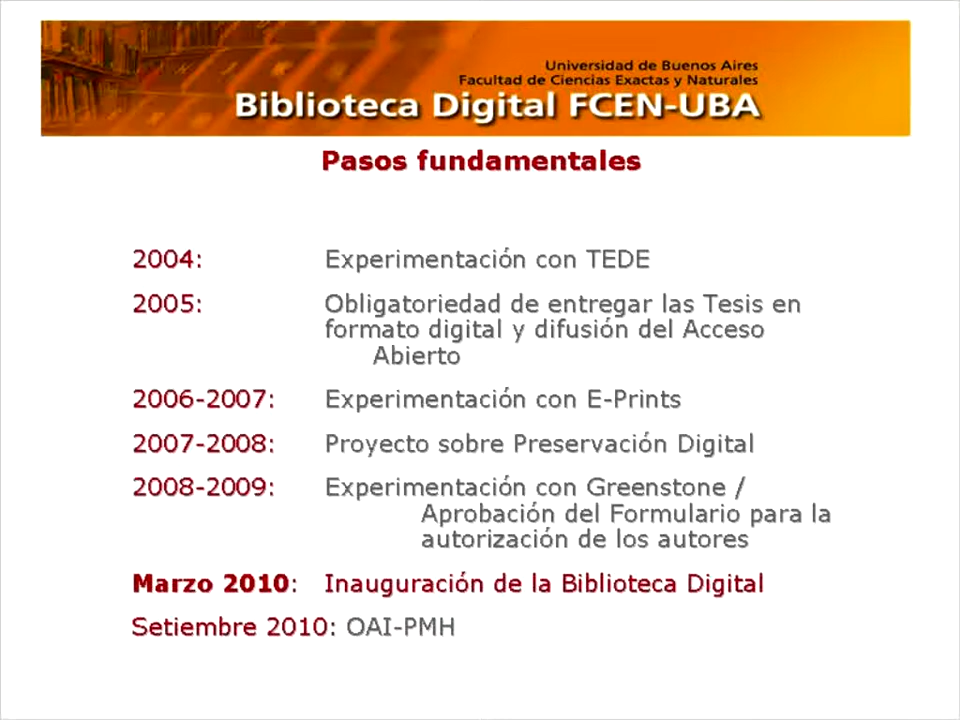 Universidad de Buenos Aires
Facultad de Ciencias Exactas y Naturales
Biblioteca Digital FCEN-UBA
Pasos fundamentales
2004: Experimentación con TEDE
2005: Obligatoriedad de entregar las Tesis en
formato digital y difusión del Acceso
Abierto
2006-2007: Experimentación con E-Prints
2007-2008: Proyecto sobre Preservación Digital
2008-2009: Experimentación con Greenstone /
Aprobación del Formulario para la
autorización de los autores
Marzo 2010: Inauguración de la Biblioteca Digital
Setiembre 2010: OAI-PMH